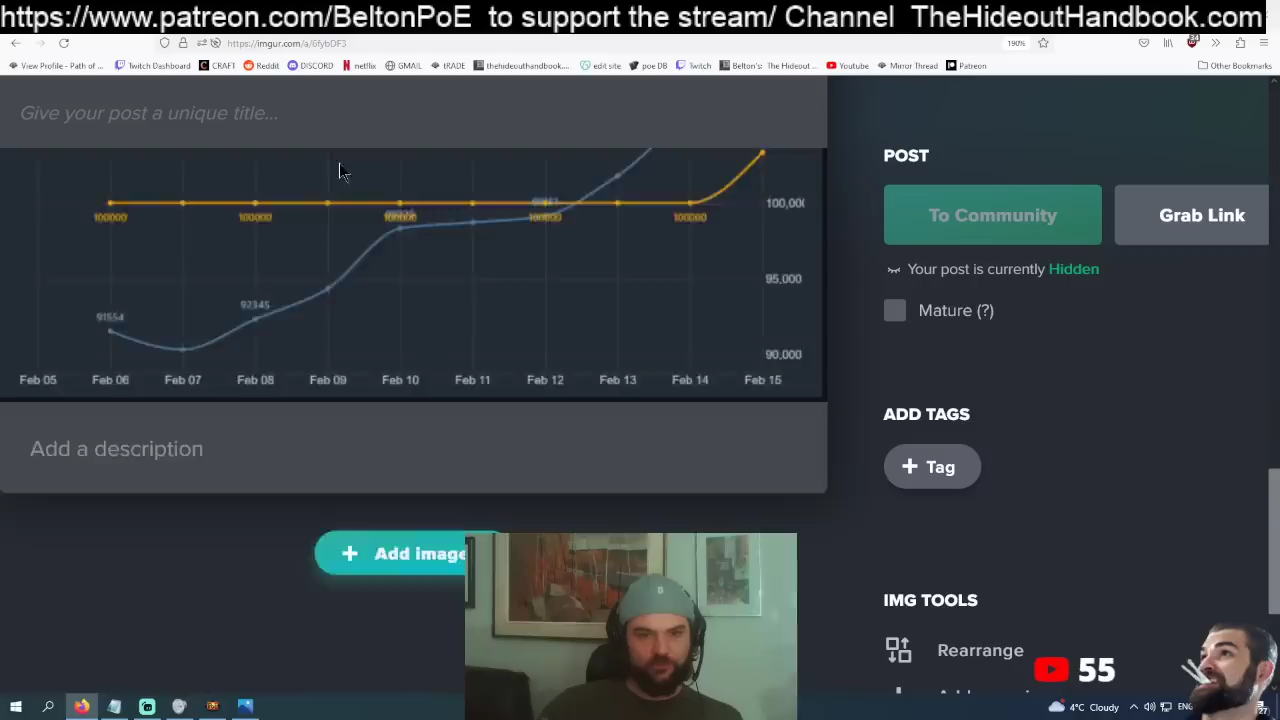 https://www.patreon.com/BeltonPoE to support the stream/ Channel TheHideoutHandbook.com
https://imgur.com/a/6fybDF3
190%
View Profile - Path of ...
Twitch Dashboard
CRAFT
Reddit
DISCORD
netflix
GMAIL
tRADE
thehideouthandbook....
edit site
poe DB
Twitch
Belton's: The Hideout ...
Youtube
Mirror Thread
Patreon
Other Bookmarks
Give your post a unique title...
100000
100000
100000
100000
100000
100,000
91554
92345
95,000
90,000
Feb 05
Feb 06
Feb 07
Feb 08
Feb 09
Feb 10
Feb 11
Feb 12
Feb 13
Feb 14
Feb 15
Add a description
+ Add image
POST
To Community
Grab Link
Your post is currently Hidden
Mature (?)
ADD TAGS
+ Tag
IMG TOOLS
Rearrange
55
4°C Cloudy
ENG